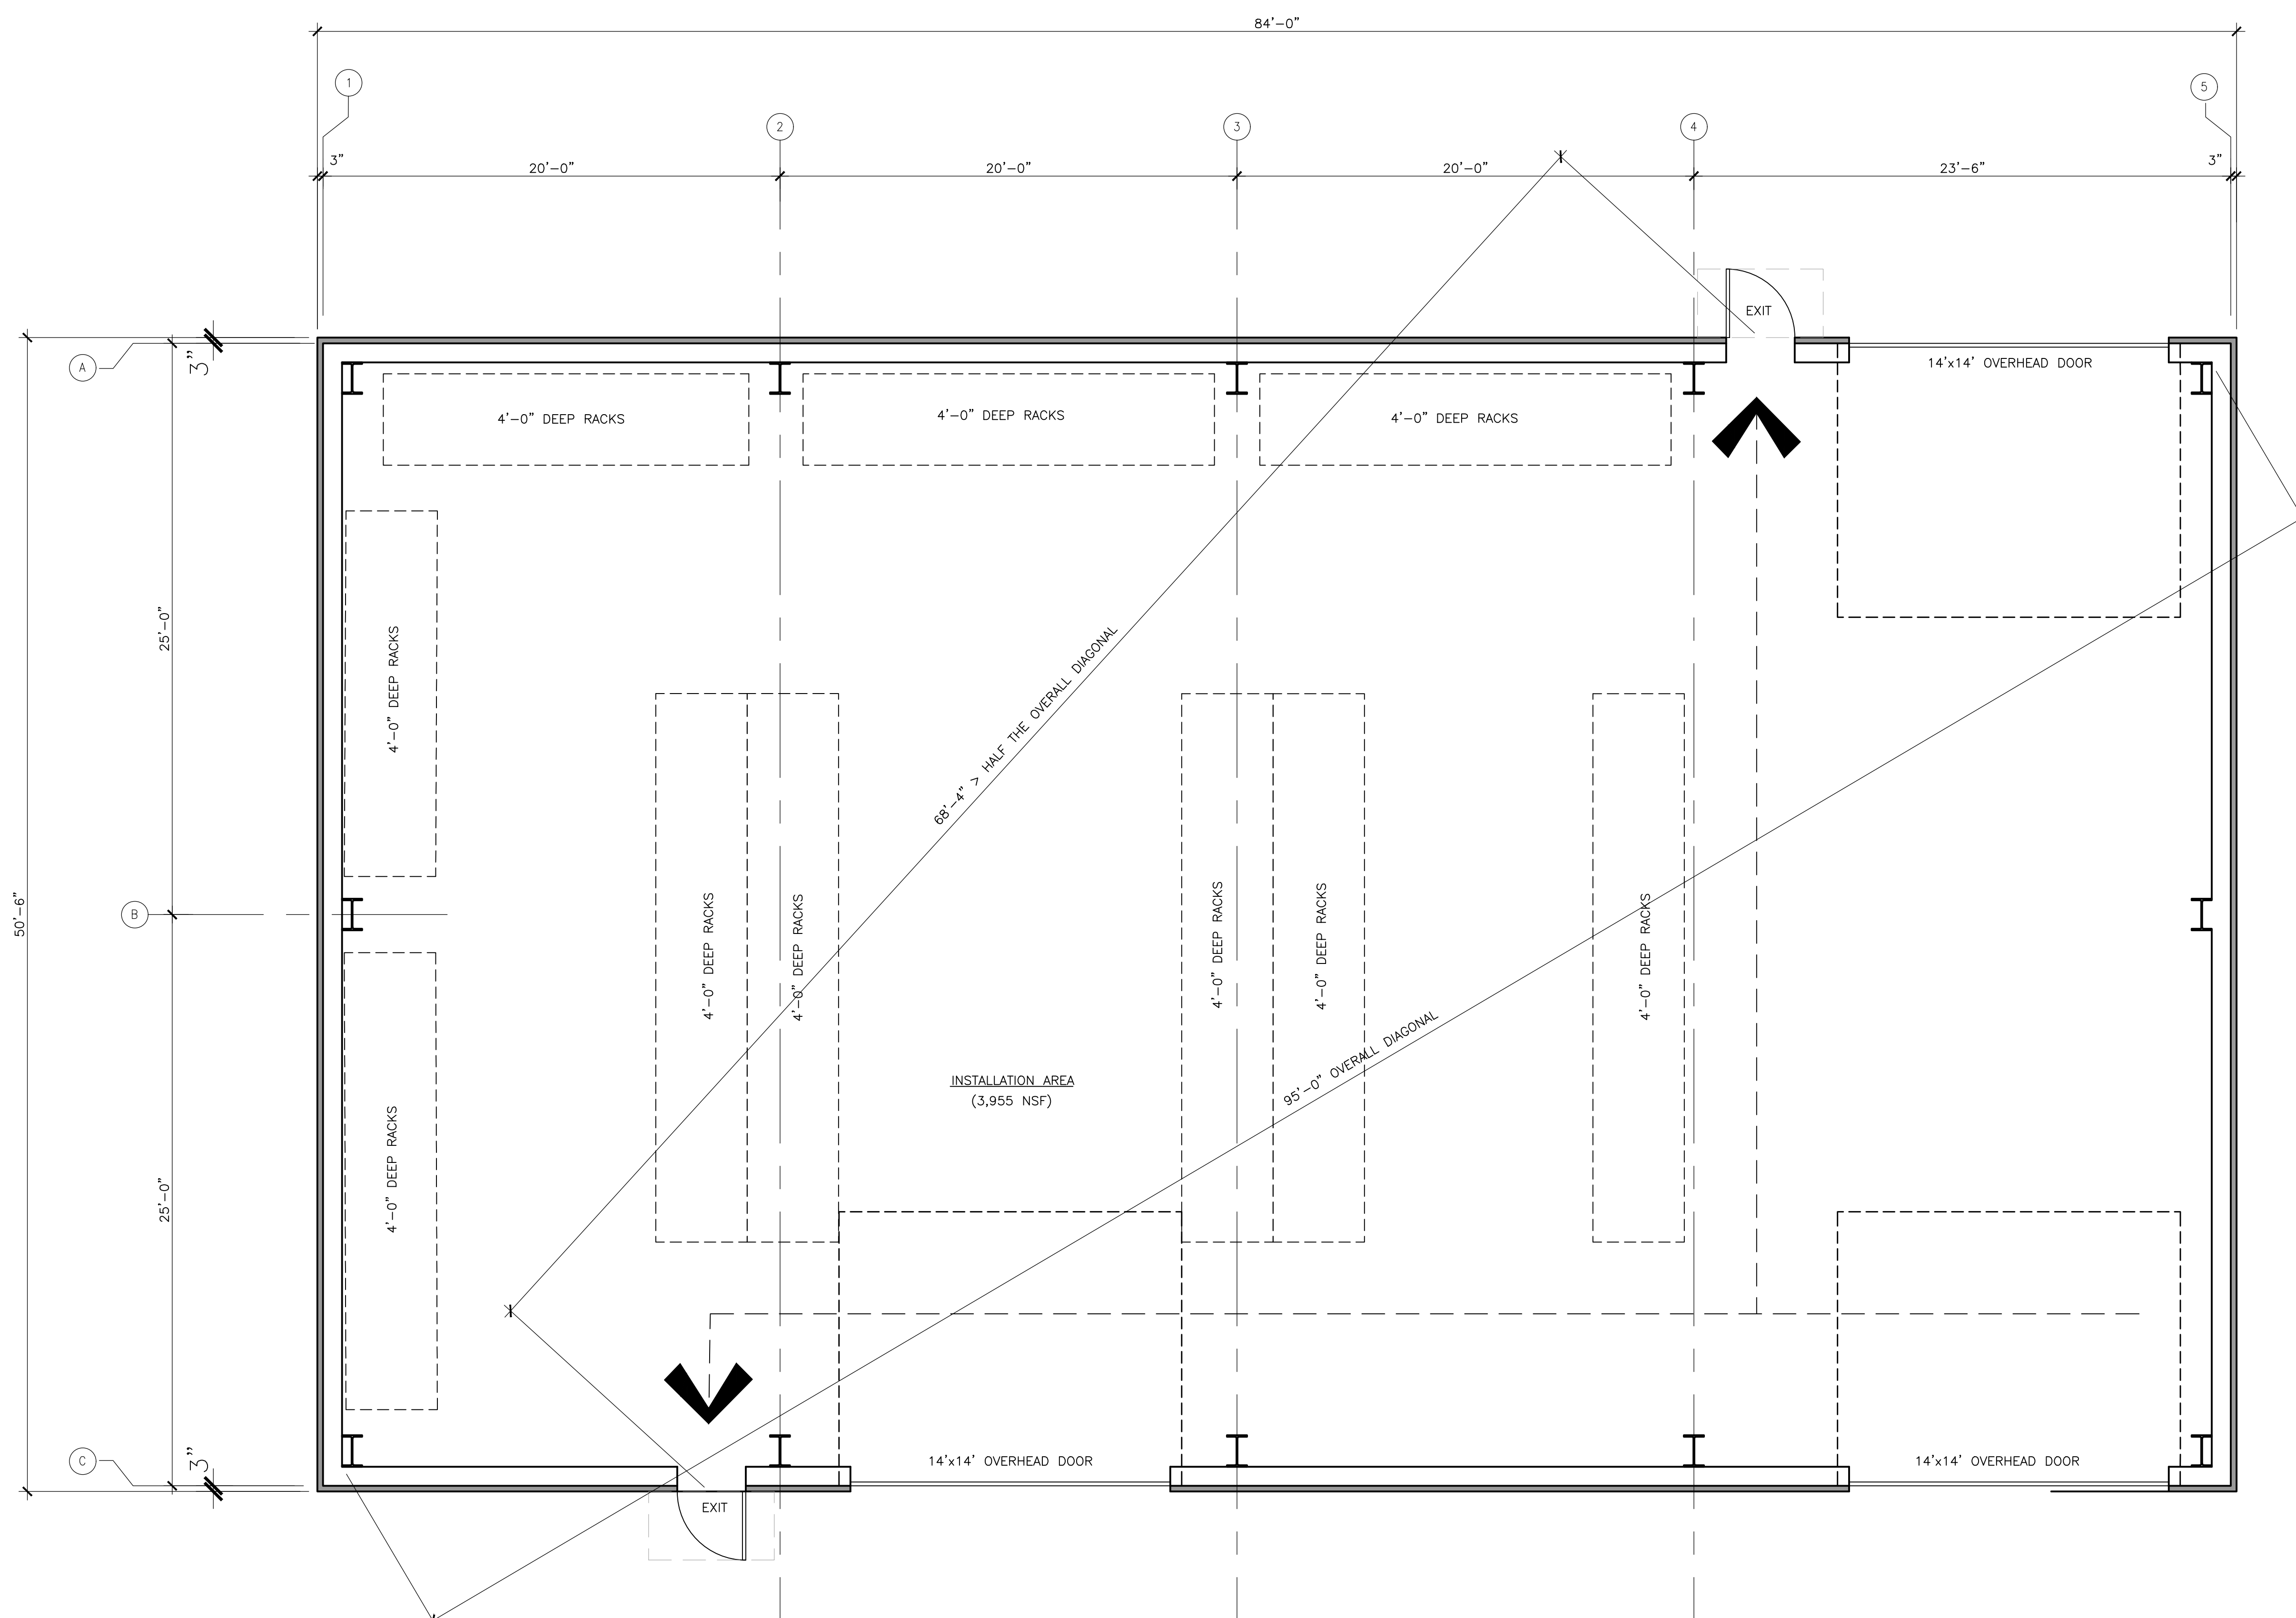 84'-0"
1
5
2
3
4
3"
20'-0"
20'-0"
20'-0"
23'-6"
3"
EXIT
A
3"
14'x14' OVERHEAD DOOR
4'-0" DEEP RACKS
4'-0" DEEP RACKS
4'-0" DEEP RACKS
25'-0"
4'-0" DEEP RACKS
68'-4" > HALF THE OVERALL DIAGONAL
50'-6"
B
4'-0" DEEP RACKS
4'-0" DEEP RACKS
4'-0" DEEP RACKS
4'-0" DEEP RACKS
4'-0" DEEP RACKS
95'-0" OVERALL DIAGONAL
INSTALLATION AREA
(3,955 NSF)
4'-0" DEEP RACKS
25'-0"
C
3"
14'x14' OVERHEAD DOOR
14'x14' OVERHEAD DOOR
EXIT